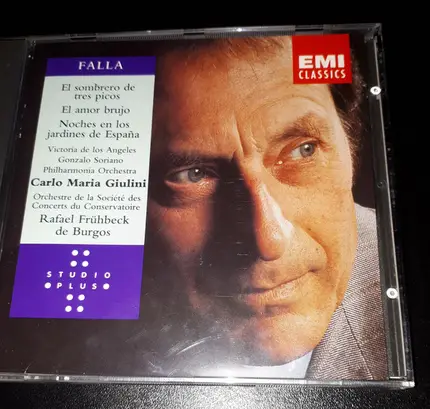 FALLA
El sombrero de
tres picos
El amor brujo
Noches en los
jardines de España
Victoria de los Angeles
Gonzalo Soriano
Philharmonia Orchestra
Carlo Maria Giulini
Orchestre de la Société des
Concerts du Conservatoire
Rafael Frühbeck
de Burgos
STUDIO
PLUS
EMI
CLASSICS